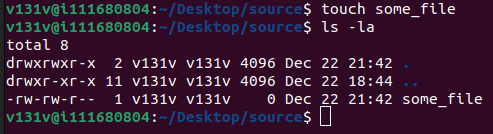 v131v@i111680804:~/Desktop/source$ touch some_file
v131v@i111680804:~/Desktop/source$ ls -la
total 8
drwxrwxr-x  2 v131v v131v 4096 Dec 22 21:42 .
drwxr-xr-x 11 v131v v131v 4096 Dec 22 18:44 ..
-rw-rw-r--  1 v131v v131v    0 Dec 22 21:42 some_file
v131v@i111680804:~/Desktop/source$